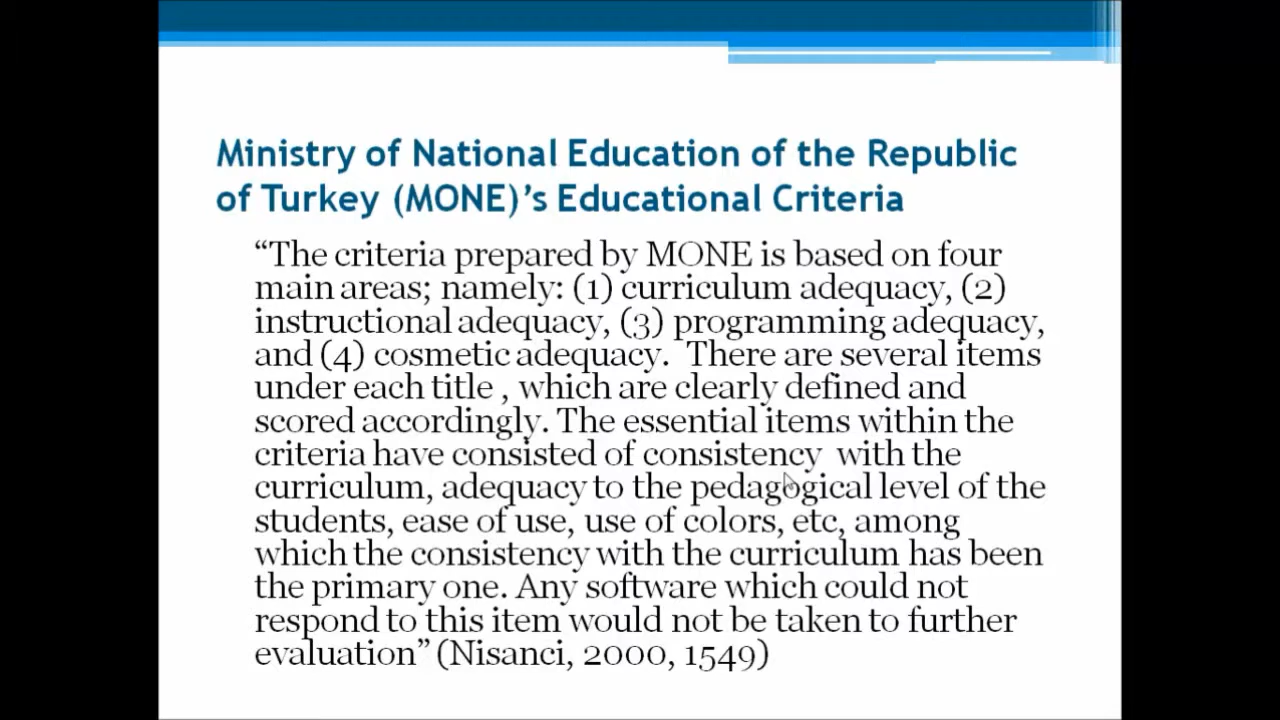 Ministry of National Education of the Republic
of Turkey (MONE)’s Educational Criteria
“The criteria prepared by MONE is based on four
main areas; namely: (1) curriculum adequacy, (2)
instructional adequacy, (3) programming adequacy,
and (4) cosmetic adequacy.  There are several items
under each title , which are clearly defined and
scored accordingly. The essential items within the
criteria have consisted of consistency  with the
curriculum, adequacy to the pedagogical level of the
students, ease of use, use of colors, etc, among
which the consistency with the curriculum has been
the primary one. Any software which could not
respond to this item would not be taken to further
evaluation” (Nisanci, 2000, 1549)